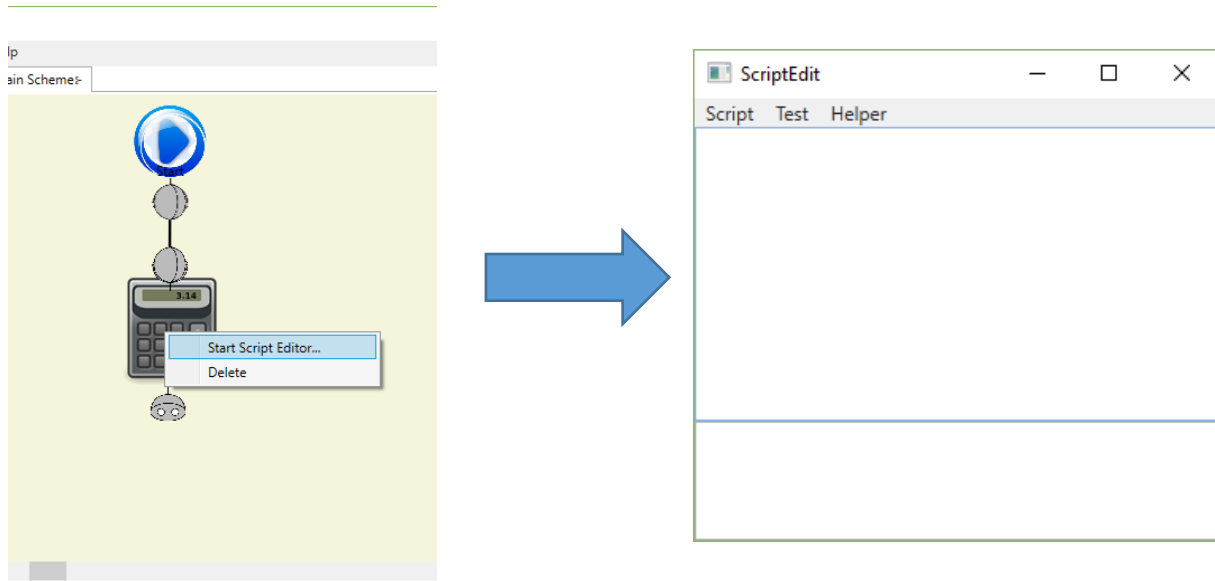 lp
ain Scheme
Start
3.14
Start Script Editor...
Delete
ScriptEdit
Script Test Helper